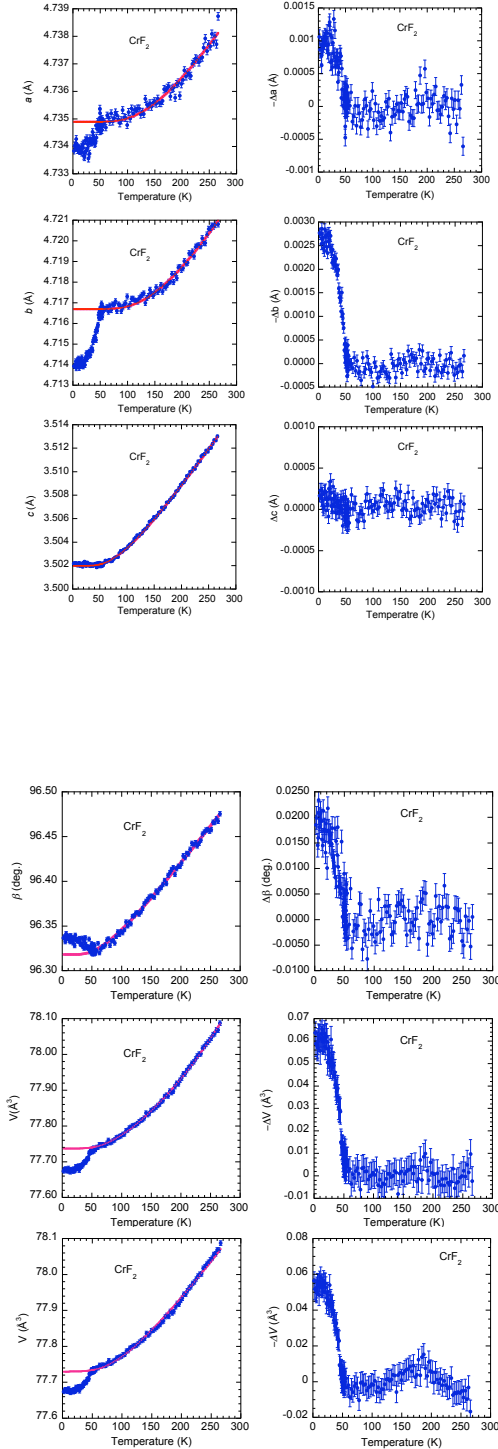 4.739
4.738
4.736
4.735
4.734
4.733
a (Å)
CrF2
0 50 100 150 200 250 300
Temperature (K)
0.0015
0.0010
0.0005
0
-0.0005
-0.001
−Δa (Å)
CrF2
0 50 100 150 200 250 300
Temperatre (K)
4.721
4.720
4.718
4.717
4.716
4.714
4.713
b (Å)
CrF2
0 50 100 150 200 250 300
Temperature (K)
0.0030
0.0025
0.0020
0.0015
0.0010
0.0005
0.0000
-0.0005
−Δb (Å)
CrF2
0 50 100 150 200 250 300
Temperature (K)
3.514
3.512
3.510
3.508
3.506
3.504
3.502
3.500
c (Å)
CrF2
0 50 100 150 200 250 300
Temperature (K)
0.0010
0.0005
0.0000
-0.0005
-0.0010
Δc (Å)
CrF2
0 50 100 150 200 250 300
Temperature (K)
96.50
96.45
96.40
96.35
96.30
β (deg.)
CrF2
0 50 100 150 200 250 300
Temperature (K)
0.0250
0.0200
0.0150
0.0100
0.0050
0.0000
-0.0050
-0.0100
Δβ (deg.)
CrF2
0 50 100 150 200 250 300
Temperatre (K)
78.10
78.00
77.90
77.80
77.70
77.60
V(Å3)
CrF2
0 50 100 150 200 250 300
Temperature (K)
0.07
0.06
0.05
0.04
0.03
0.02
0.01
0
-0.01
−ΔV (Å3)
CrF2
0 50 100 150 200 250 300
Temperature (K)
78.1
78.0
77.9
77.8
77.7
77.6
V (Å3)
CrF2
0 50 100 150 200 250 300
Temperature (K)
0.08
0.06
0.04
0.02
0
-0.02
−ΔV (Å3)
CrF2
0 50 100 150 200 250 300
Temperature (K)